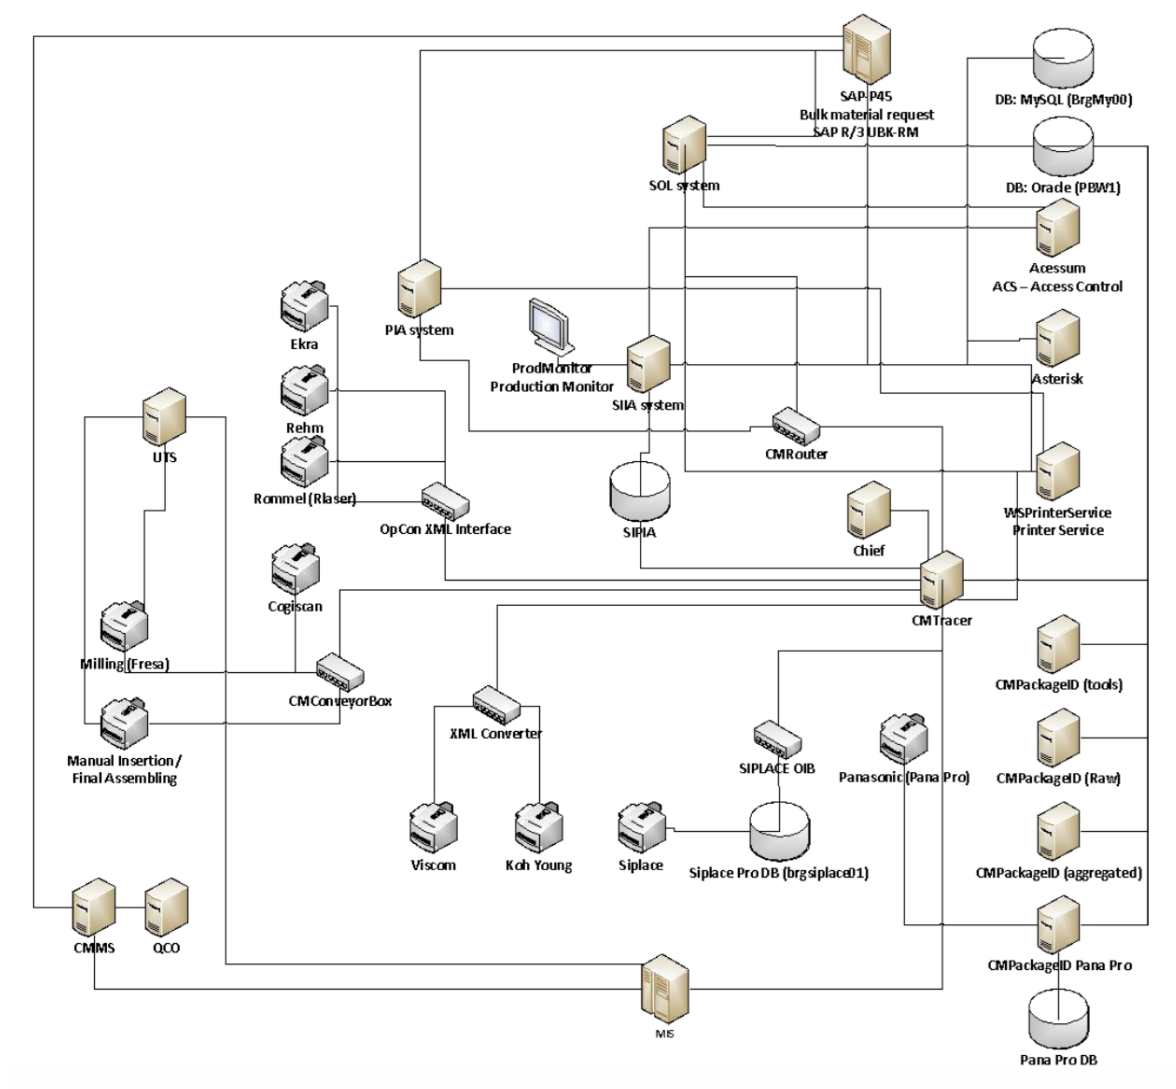 SAP-P45
Bulk material request
SAP R/3 UBK-RM
DB: MySQL (BrgMy00)
SOL system
DB: Oracle (PBW1)
Acessum
ACS – Access Control
PIA system
Ekra
ProdMonitor
Production Monitor
SIIA system
Asterisk
Rehm
UTS
CMRouter
Rommel (Rlaser)
OpCon XML Interface
SIPIA
WSPrinterService
Printer Service
Chief
Cogiscan
CMTracer
Milling (Fresa)
CMPackageID (tools)
CMConveyorBox
XML Converter
Manual Insertion/
Final Assembling
SIPLACE OIB
Panasonic (Pana Pro)
CMPackageID (Raw)
Viscom
Koh Young
Siplace
Siplace Pro DB (brgsiplace01)
CMPackageID (aggregated)
CMMS
QCO
CMPackageID Pana Pro
MIS
Pana Pro DB